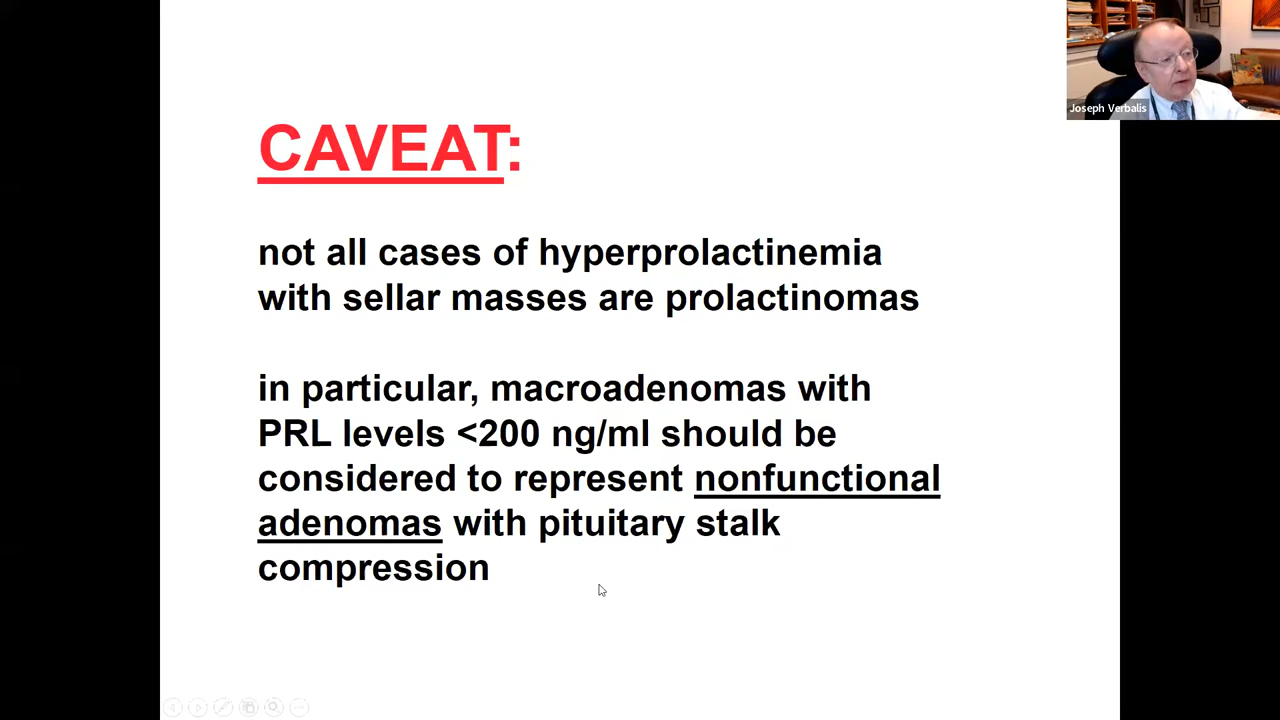 Joseph Verbalis
CAVEAT:
not all cases of hyperprolactinemia
with sellar masses are prolactinomas
in particular, macroadenomas with
PRL levels <200 ng/ml should be
considered to represent nonfunctional
adenomas with pituitary stalk
compression